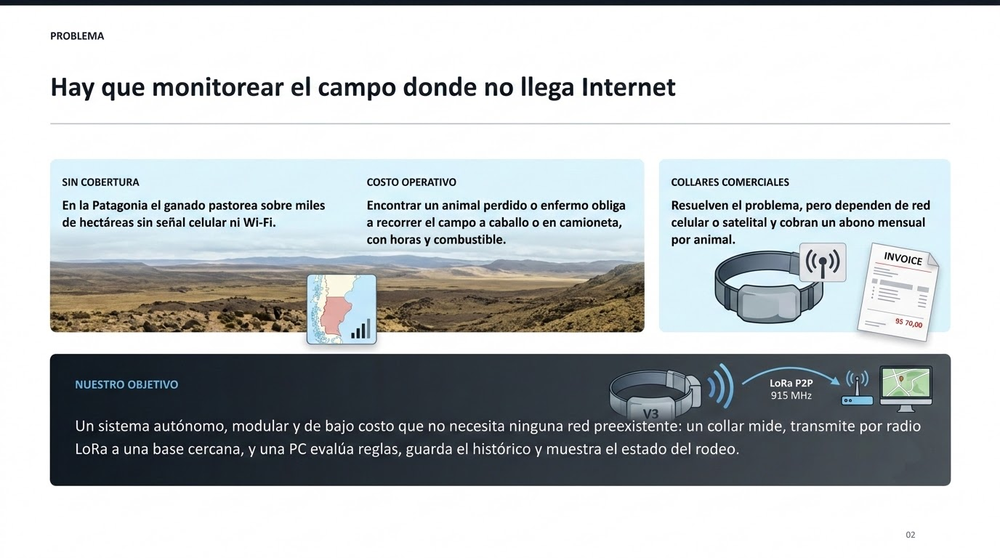 PROBLEMA
Hay que monitorear el campo donde no llega Internet
SIN COBERTURA
En la Patagonia el ganado pastorea sobre miles
de hectáreas sin señal celular ni Wi-Fi.
COSTO OPERATIVO
Encontrar un animal perdido o enfermo obliga
a recorrer el campo a caballo o en camioneta,
con horas y combustible.
COLLARES COMERCIALES
Resuelven el problema, pero dependen de red
celular o satelital y cobran un abono mensual
por animal.
INVOICE
95 70,00
NUESTRO OBJETIVO
V3
LoRa P2P
915 MHz
Un sistema autónomo, modular y de bajo costo que no necesita ninguna red preexistente: un collar mide, transmite por radio
LoRa a una base cercana, y una PC evalúa reglas, guarda el histórico y muestra el estado del rodeo.
02